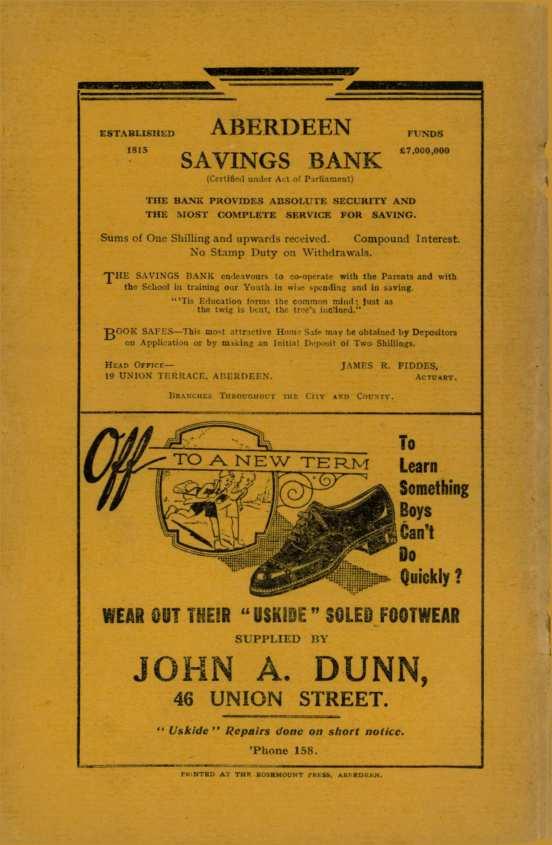 ESTABLISHED
1815
ABERDEEN
SAVINGS BANK
FUNDS
£7,000,000
(Certified under Act of Parliament)
THE BANK PROVIDES ABSOLUTE SECURITY AND
THE MOST COMPLETE SERVICE FOR SAVING.
Sums of One Shilling and upwards received. Compound Interest.
No Stamp Duty on Withdrawals.
THE SAVINGS BANK endeavours to co-operate with the Parents and with
the School in training our Youth in wise spending and in saving.
"'Tis Education forms the common mind; just as
the twig is bent, the tree's inclined."
BOOK SAFES—This most attractive Home Safe may be obtained by Depositors
on Application or by making an Initial Deposit of Two Shillings.
HEAD OFFICE—
19 UNION TERRACE, ABERDEEN.
JAMES R. FIDDES,
ACTUARY.
BRANCHES THROUGHOUT THE CITY AND COUNTY.
Off
TO A NEW TERM
To
Learn
Something
Boys
Can't
Do
Quickly?
WEAR OUT THEIR "USKIDE" SOLED FOOTWEAR
SUPPLIED BY
JOHN A. DUNN,
46 UNION STREET.
"Uskide" Repairs done on short notice.
'Phone 158.
PRINTED AT THE ROSEMOUNT PRESS, ABERDEEN.